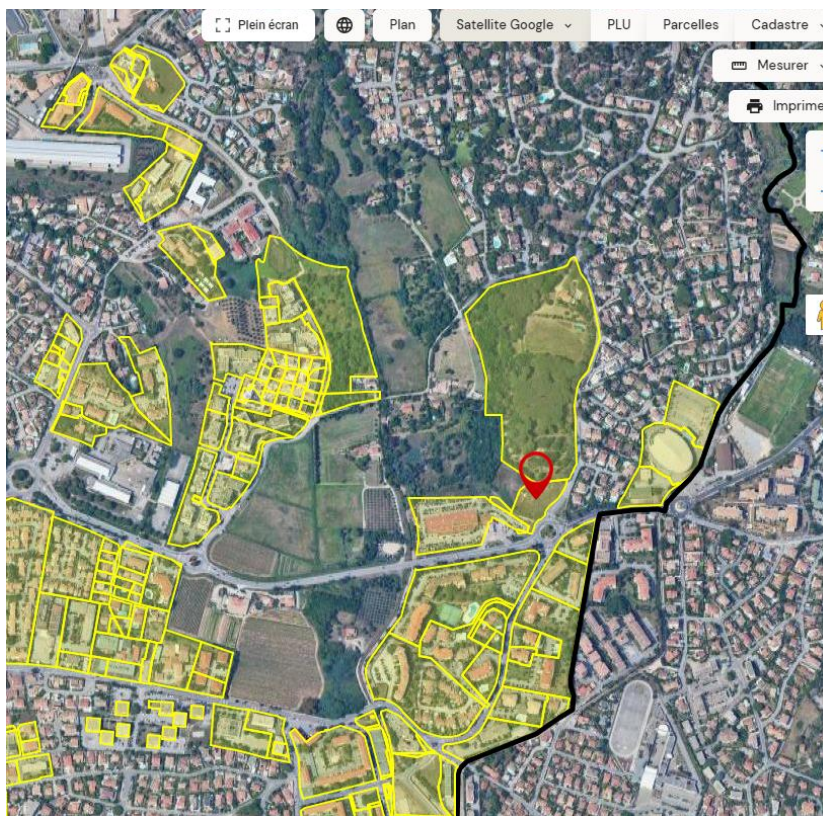 Plein écran
Plan
Satellite Google
PLU
Parcelles
Cadastre
Mesurer
Imprime